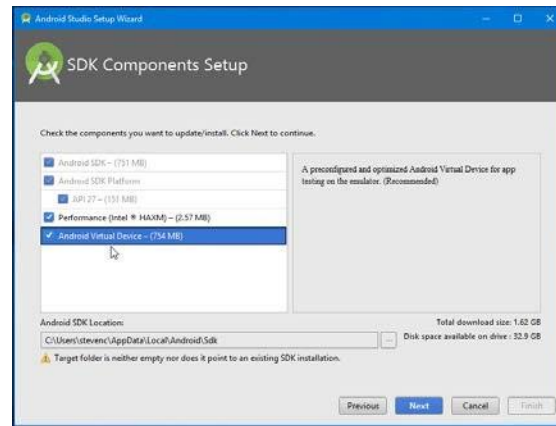 Android Studio Setup Wizard
SDK Components Setup
Check the components you want to update/install. Click Next to continue.
Android SDK – (751 MB)
Android SDK Platform
API 27 – (151 MB)
Performance (Intel ® HAXM) – (2.57 MB)
Android Virtual Device – (754 MB)
A preconfigured and optimized Android Virtual Device for app
testing on the emulator. (Recommended)
Android SDK Location:
C:\Users\stevenc\AppData\Local\Android\Sdk
...
Total download size: 1.62 GB
Disk space available on drive : 32.9 GB
Target folder is neither empty nor does it point to an existing SDK installation.
Previous
Next
Cancel
Finish